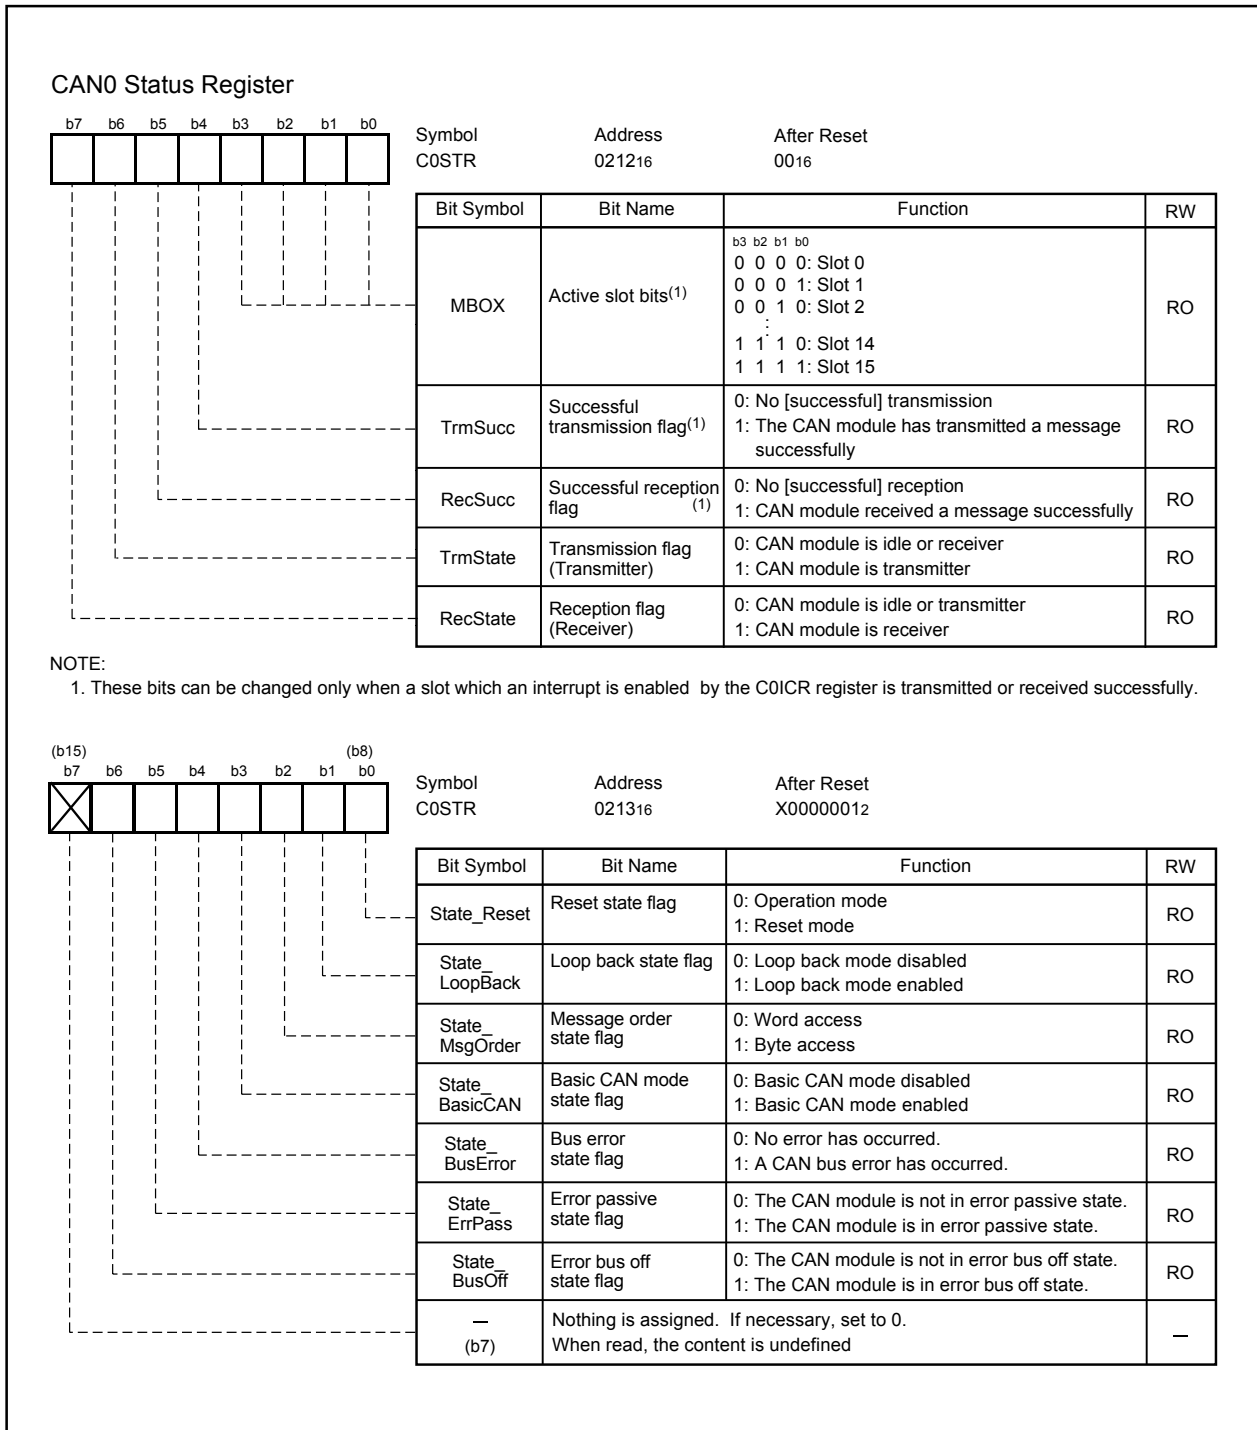 CAN0 Status Register
b7 b6 b5 b4 b3 b2 b1 b0
Symbol Address After Reset
C0STR 021216 0016
Bit Symbol Bit Name Function RW
MBOX Active slot bits(1) RO
b3 b2 b1 b0
0 0 0 0: Slot 0
0 0 0 1: Slot 1
0 0 1 0: Slot 2
:
1 1 1 0: Slot 14
1 1 1 1: Slot 15
TrmSucc Successful
transmission flag(1)
0: No [successful] transmission
1: The CAN module has transmitted a message
successfully
RO
RecSucc Successful reception
flag (1)
0: No [successful] reception
1: CAN module received a message successfully
RO
TrmState Transmission flag
(Transmitter)
0: CAN module is idle or receiver
1: CAN module is transmitter
RO
RecState Reception flag
(Receiver)
0: CAN module is idle or transmitter
1: CAN module is receiver
RO
NOTE:
1. These bits can be changed only when a slot which an interrupt is enabled by the C0ICR register is transmitted or received successfully.
(b15) (b8)
b7 b6 b5 b4 b3 b2 b1 b0
Symbol Address After Reset
C0STR 021316 X00000012
Bit Symbol Bit Name Function RW
State_Reset Reset state flag
0: Operation mode
1: Reset mode
RO
State_
LoopBack
Loop back state flag
0: Loop back mode disabled
1: Loop back mode enabled
RO
State_
MsgOrder
Message order
state flag
0: Word access
1: Byte access
RO
State_
BasicCAN
Basic CAN mode
state flag
0: Basic CAN mode disabled
1: Basic CAN mode enabled
RO
State_
BusError
Bus error
state flag
0: No error has occurred.
1: A CAN bus error has occurred.
RO
State_
ErrPass
Error passive
state flag
0: The CAN module is not in error passive state.
1: The CAN module is in error passive state.
RO
State_
BusOff
Error bus off
state flag
0: The CAN module is not in error bus off state.
1: The CAN module is in error bus off state.
RO
—
(b7)
Nothing is assigned. If necessary, set to 0.
When read, the content is undefined
—